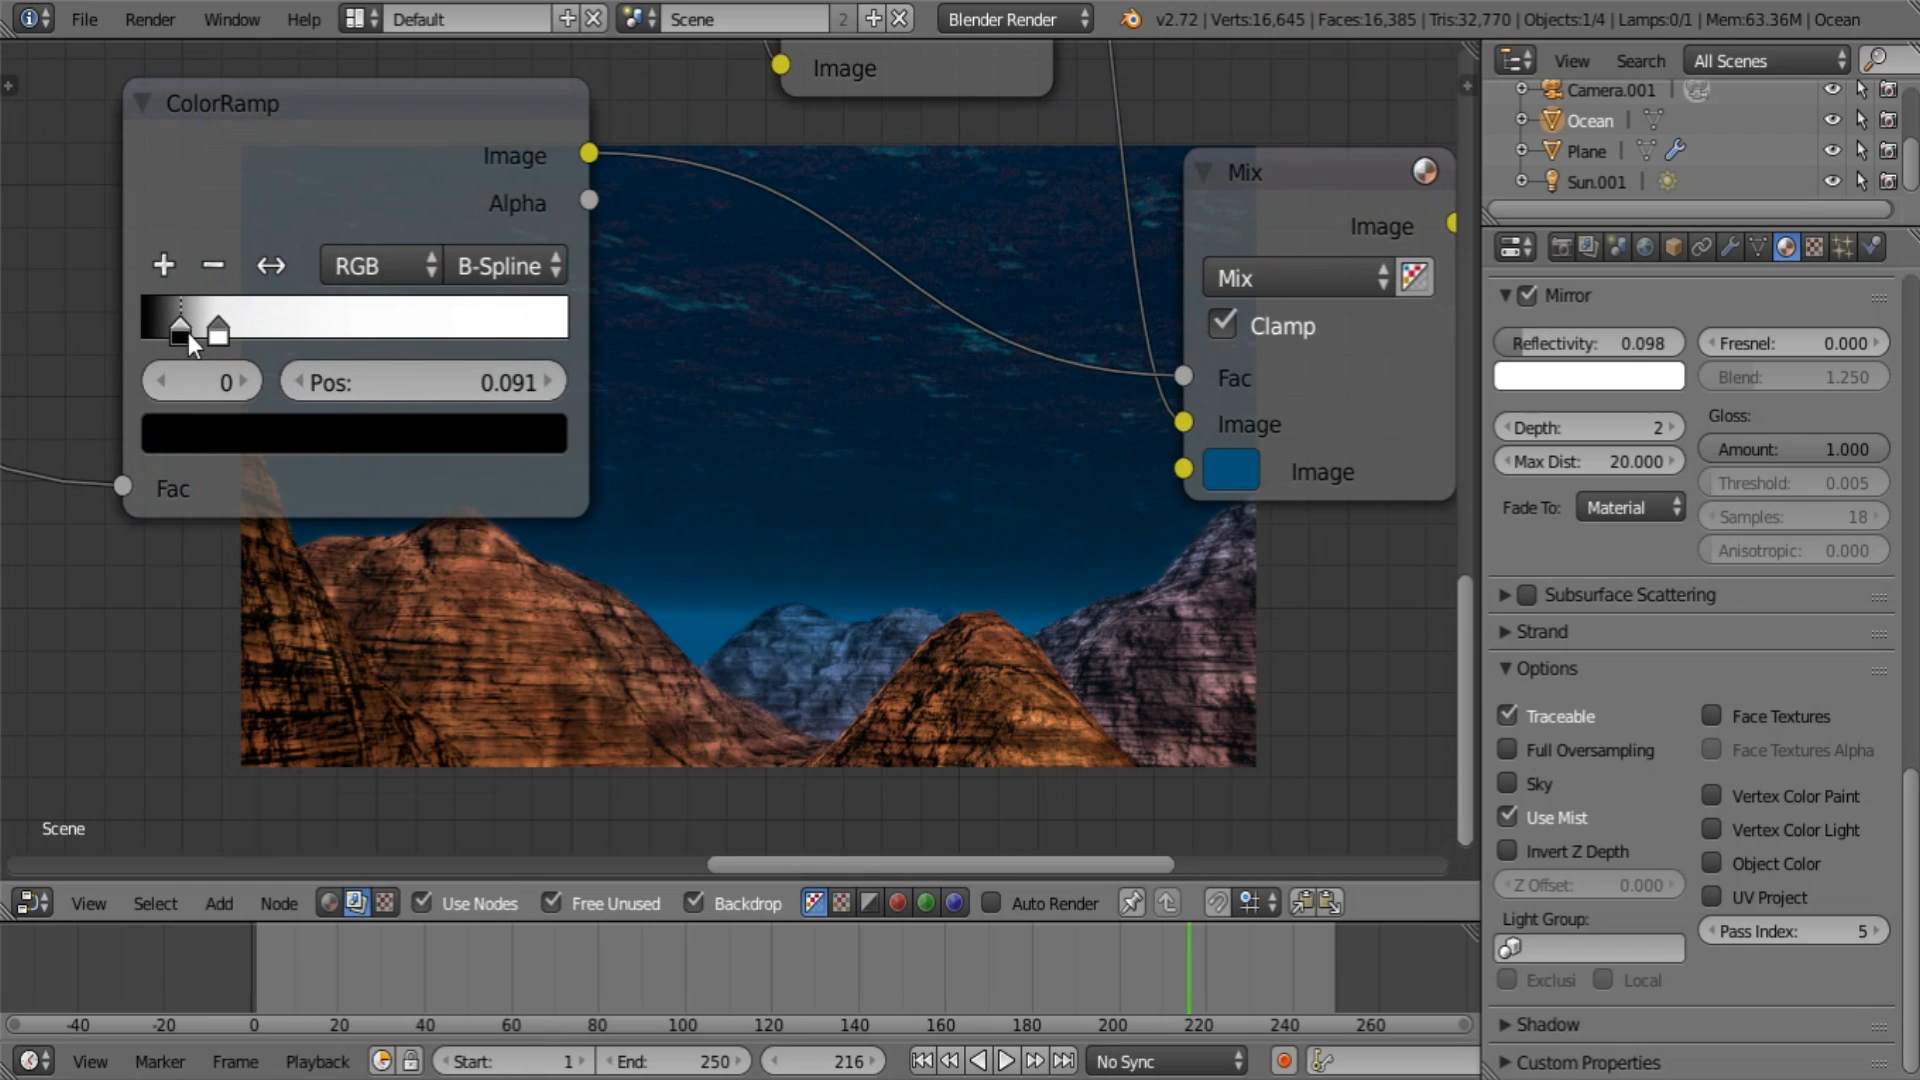 File Render Window Help Default Scene 2 Blender Render v2.72 | Verts:16,645 | Faces:16,385 | Tris:32,770 | Objects:1/4 | Lamps:0/1 | Mem:63.36M | Ocean
View Search All Scenes
Camera.001
Ocean
Plane
Sun.001
Image
ColorRamp
Image
Alpha
RGB B-Spline
0 Pos: 0.091
Fac
Mix
Image
Mix
Clamp
Fac
Image
Image
Scene
Mirror
Reflectivity: 0.098 Fresnel: 0.000
Blend: 1.250
Gloss:
Depth: 2 Amount: 1.000
Max Dist: 20.000 Threshold: 0.005
Fade To: Material Samples: 18
Anisotropic: 0.000
Subsurface Scattering
Strand
Options
Traceable Face Textures
Full Oversampling Face Textures Alpha
Sky Vertex Color Paint
Use Mist Vertex Color Light
Invert Z Depth Object Color
Z Offset: 0.000 UV Project
Light Group: Pass Index: 5
Exclusi Local
Shadow
Custom Properties
View Select Add Node Use Nodes Free Unused Backdrop Auto Render
-40 -20 0 20 40 60 80 100 120 140 160 180 200 220 240 260
View Marker Frame Playback Start: 1 End: 250 216 No Sync